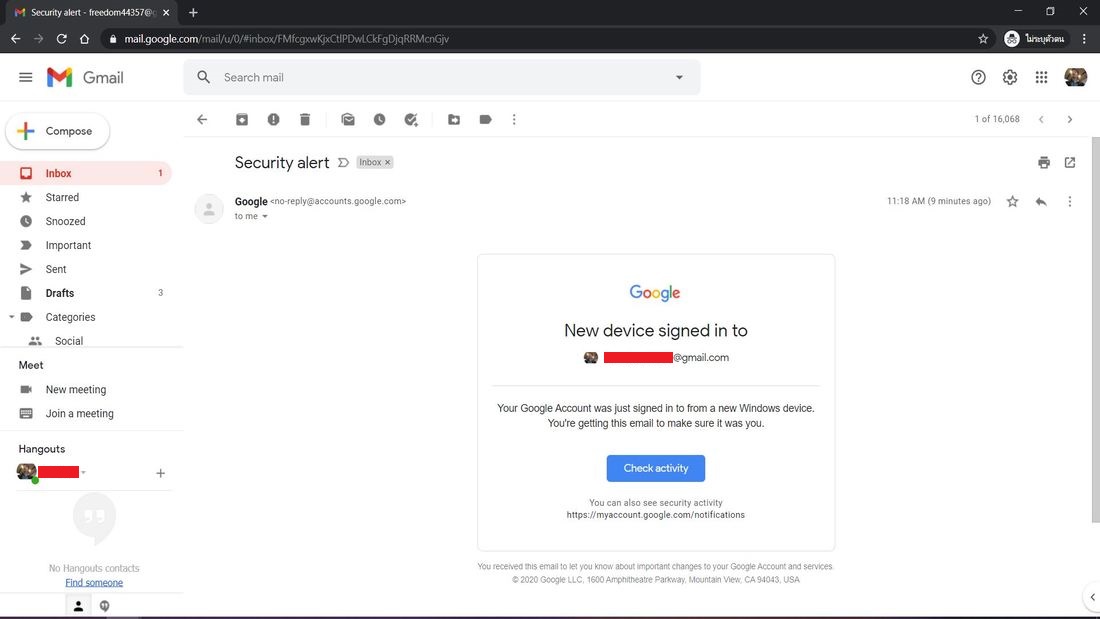 Security alert - freedom44357@g
mail.google.com/mail/u/0/#inbox/FMfcgxwKjxCtlPDwLCkFgDjqRRMcnGjv
ไม่ระบุตัวตน
Gmail
Search mail
Compose
1 of 16,068
Security alert
Inbox ×
Inbox 1
Google <no-reply@accounts.google.com>
11:18 AM (9 minutes ago)
to me
Starred
Snoozed
Important
Sent
Drafts 3
Categories
Social
Google
New device signed in to
@gmail.com
Your Google Account was just signed in to from a new Windows device.
You're getting this email to make sure it was you.
Check activity
You can also see security activity
https://myaccount.google.com/notifications
You received this email to let you know about important changes to your Google Account and services.
© 2020 Google LLC, 1600 Amphitheatre Parkway, Mountain View, CA 94043, USA
Meet
New meeting
Join a meeting
Hangouts
No Hangouts contacts
Find someone